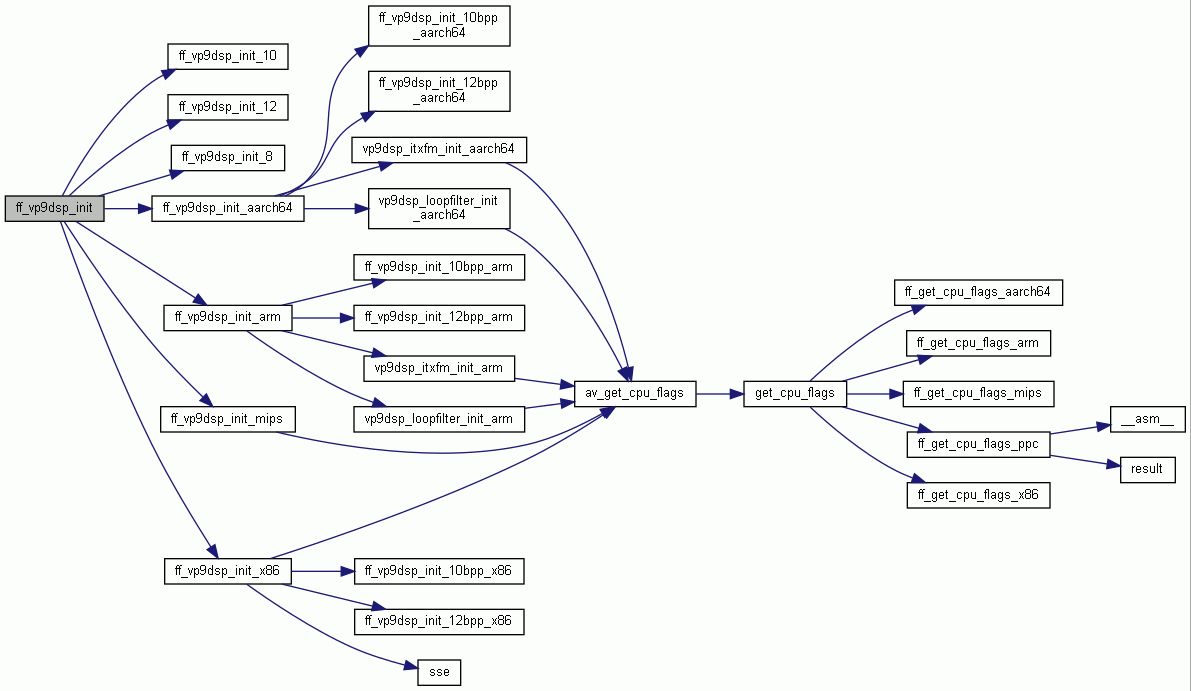 ff_vp9dsp_init_10bpp
_aarch64
ff_vp9dsp_init_10
ff_vp9dsp_init_12bpp
_aarch64
ff_vp9dsp_init_12
vp9dsp_itxfm_init_aarch64
ff_vp9dsp_init_8
ff_vp9dsp_init
ff_vp9dsp_init_aarch64
vp9dsp_loopfilter_init
_aarch64
ff_vp9dsp_init_10bpp_arm
ff_get_cpu_flags_aarch64
ff_vp9dsp_init_arm
ff_vp9dsp_init_12bpp_arm
ff_get_cpu_flags_arm
vp9dsp_itxfm_init_arm
av_get_cpu_flags
get_cpu_flags
ff_get_cpu_flags_mips
ff_vp9dsp_init_mips
vp9dsp_loopfilter_init_arm
__asm__
ff_get_cpu_flags_ppc
result
ff_get_cpu_flags_x86
ff_vp9dsp_init_x86
ff_vp9dsp_init_10bpp_x86
ff_vp9dsp_init_12bpp_x86
sse